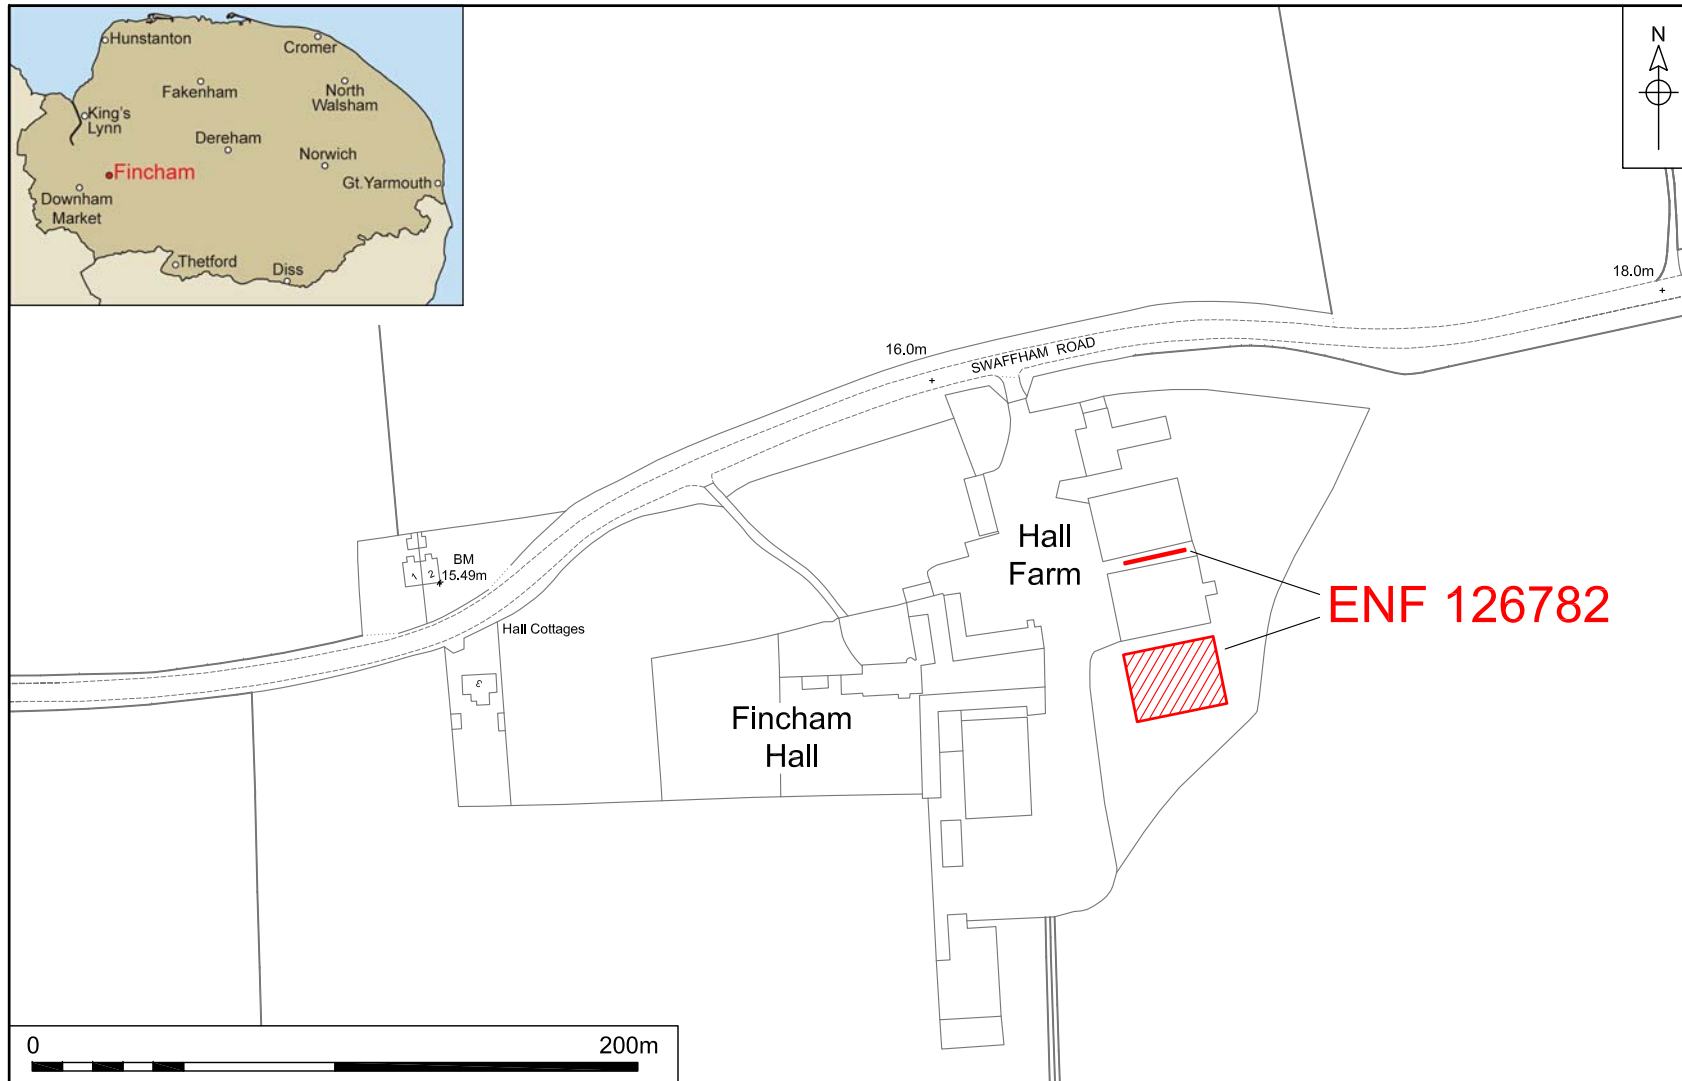 Hunstanton
Cromer
Fakenham
North
Walsham
King's
Lynn
Dereham
Norwich
Fincham
Gt.Yarmouth
Downham
Market
Thetford
Diss
N
18.0m
16.0m
SWAFFHAM ROAD
Hall
Farm
BM
15.49m
1
2
ENF 126782
Hall Cottages
3
Fincham
Hall
0
200m